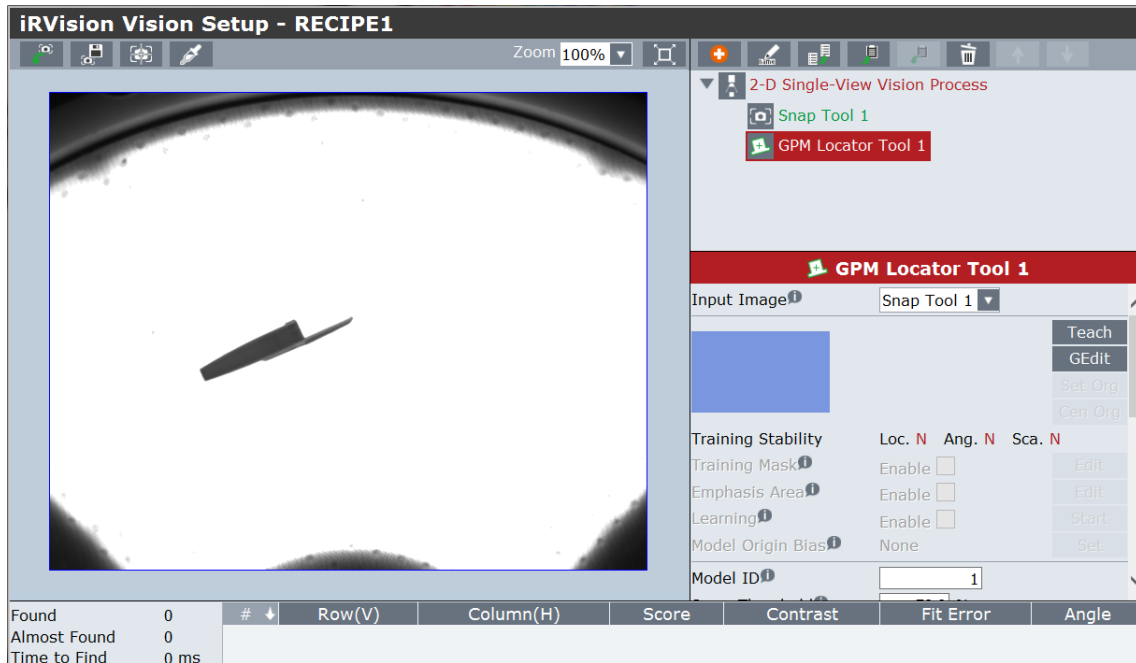 iRVision Vision Setup - RECIPE1
Zoom 100%
2-D Single-View Vision Process
Snap Tool 1
GPM Locator Tool 1
GPM Locator Tool 1
Input Image Snap Tool 1
Teach
GEdit
Set Org
Cen Org
Training Stability Loc. N Ang. N Sca. N
Training Mask Enable Edit
Emphasis Area Enable Edit
Learning Enable Start
Model Origin Bias None Set
Model ID 1
Found 0 # Row(V) Column(H) Score Contrast Fit Error Angle
Almost Found 0
Time to Find 0 ms